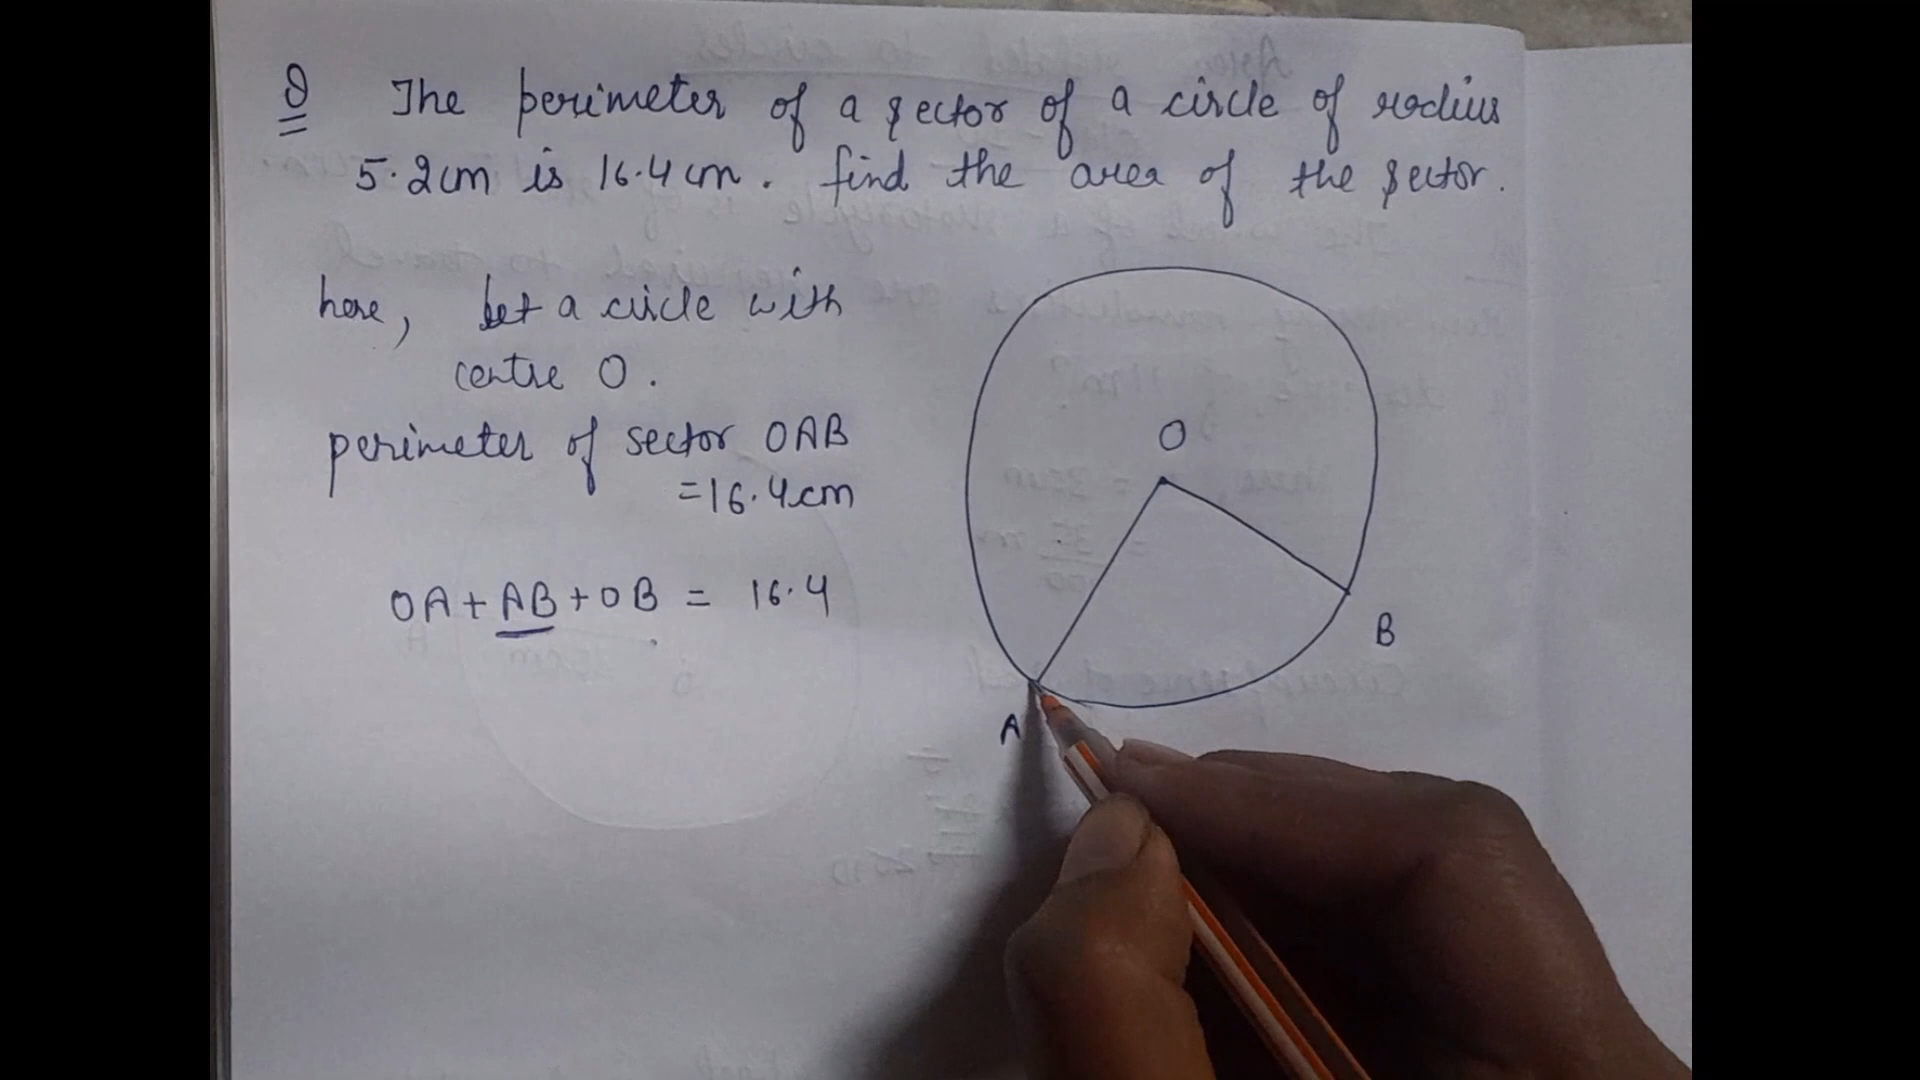 Q The perimeter of a sector of a circle of radius
5.2cm is 16.4cm. find the area of the sector.
here, let a circle with
centre O.
perimeter of sector OAB
=16.4cm
OA+AB+OB = 16.4
O
B
A